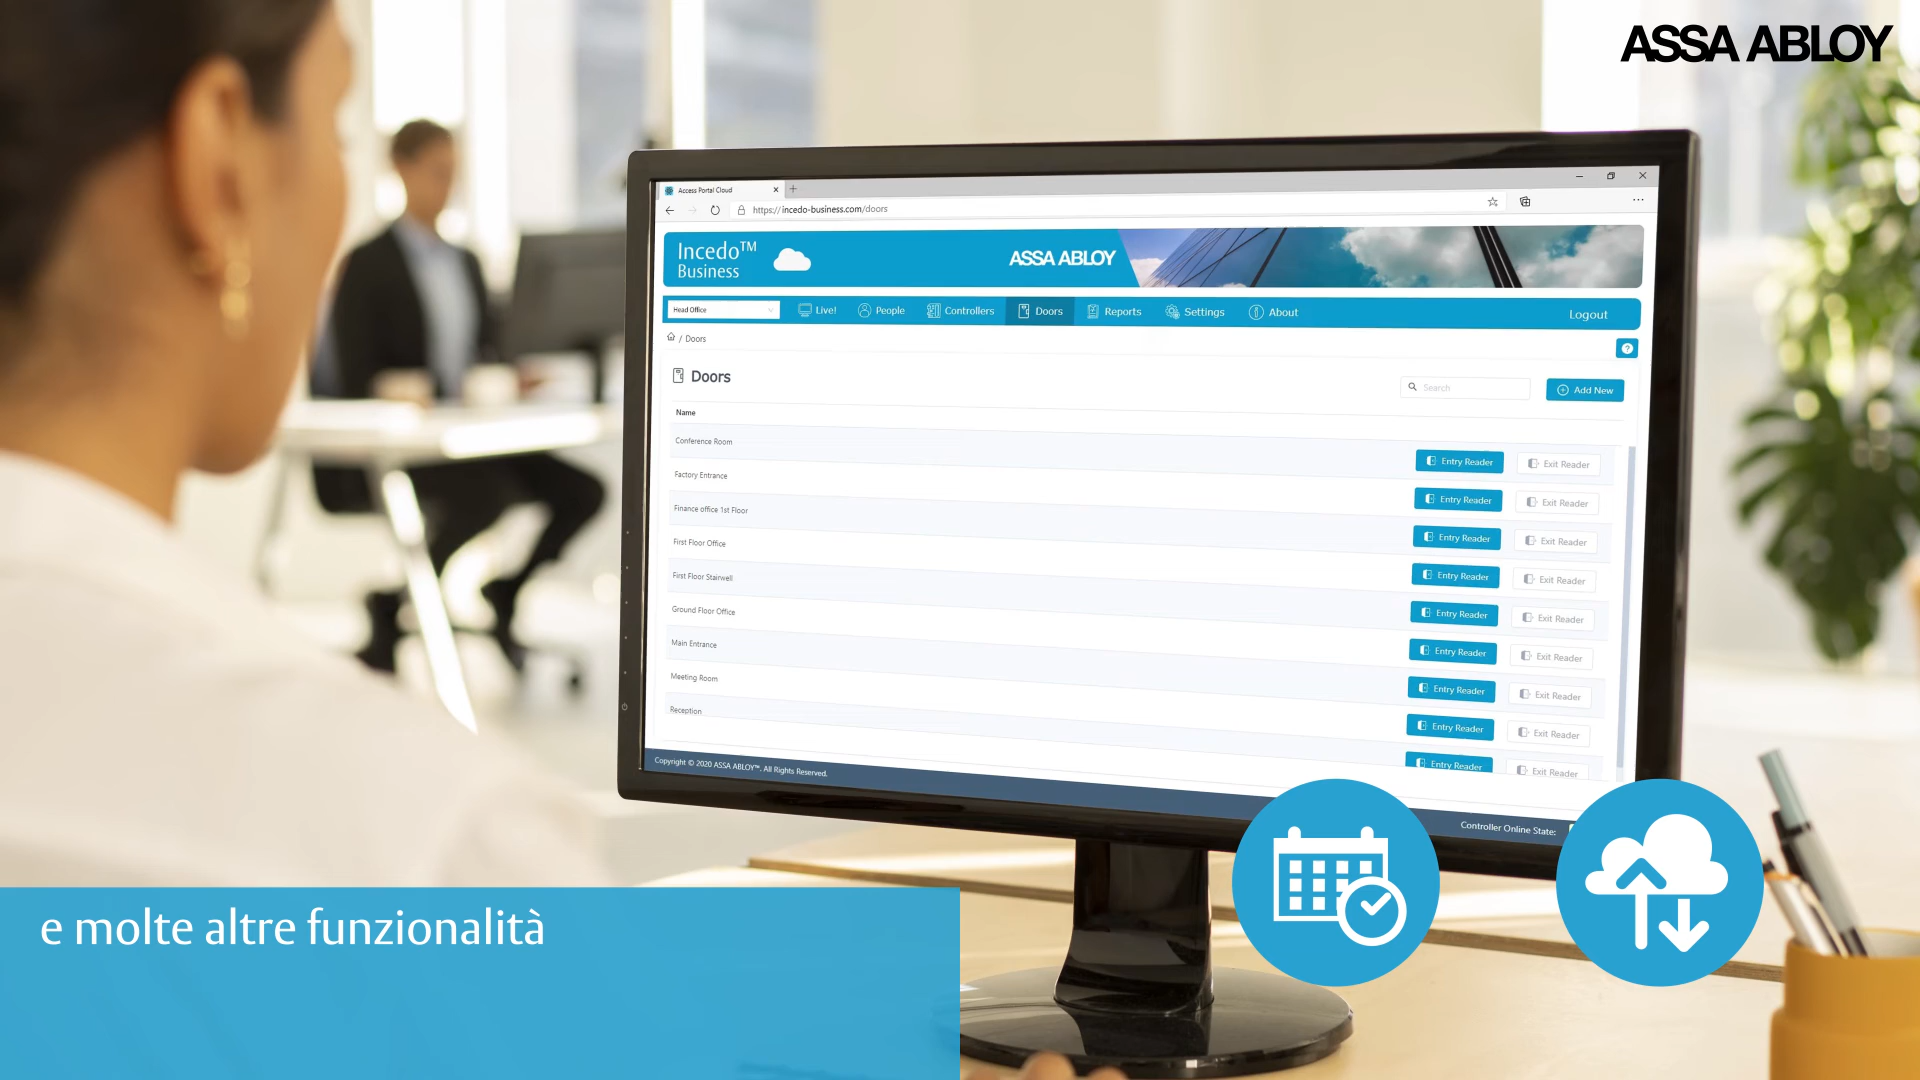 ASSA ABLOY
Access Portal Cloud
https://incedo-business.com/doors
Incedo™
Business
ASSA ABLOY
Head Office
Live!
People
Controllers
Doors
Reports
Settings
About
Logout
/ Doors
Doors
Search
Add New
Name
Conference Room
Entry Reader
Exit Reader
Factory Entrance
Entry Reader
Exit Reader
Finance office 1st Floor
Entry Reader
Exit Reader
First Floor Office
Entry Reader
Exit Reader
First Floor Stairwell
Entry Reader
Exit Reader
Ground Floor Office
Entry Reader
Exit Reader
Main Entrance
Entry Reader
Exit Reader
Meeting Room
Entry Reader
Exit Reader
Reception
Entry Reader
Exit Reader
Copyright © 2020 ASSA ABLOY™. All Rights Reserved.
Controller Online State:
e molte altre funzionalità